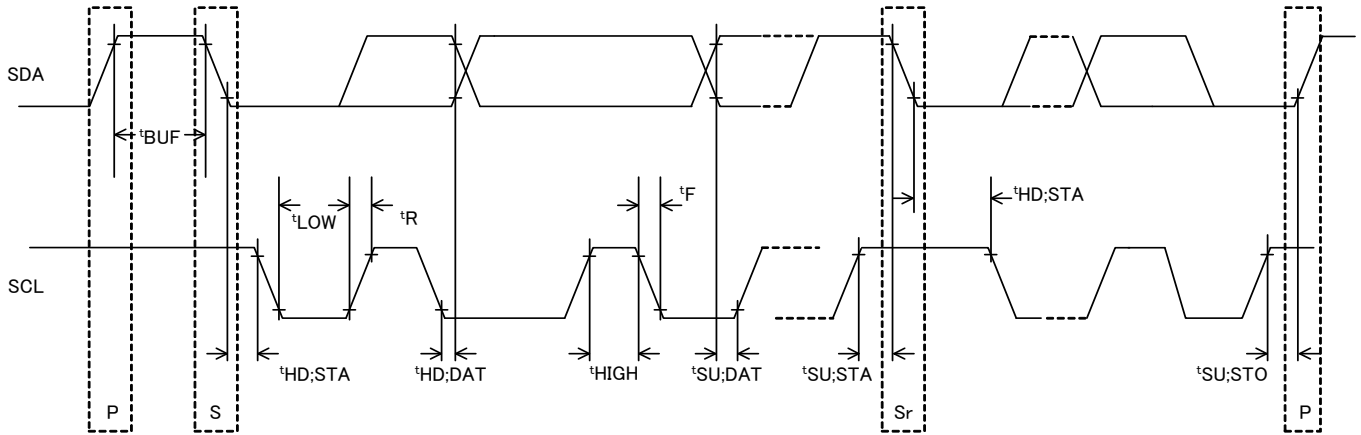 SDA
tBUF
tF
tHD;STA
tLOW
tR
SCL
tHD;STA
tHD;DAT
tHIGH
tSU;DAT
tSU;STA
tSU;STO
P
S
Sr
P